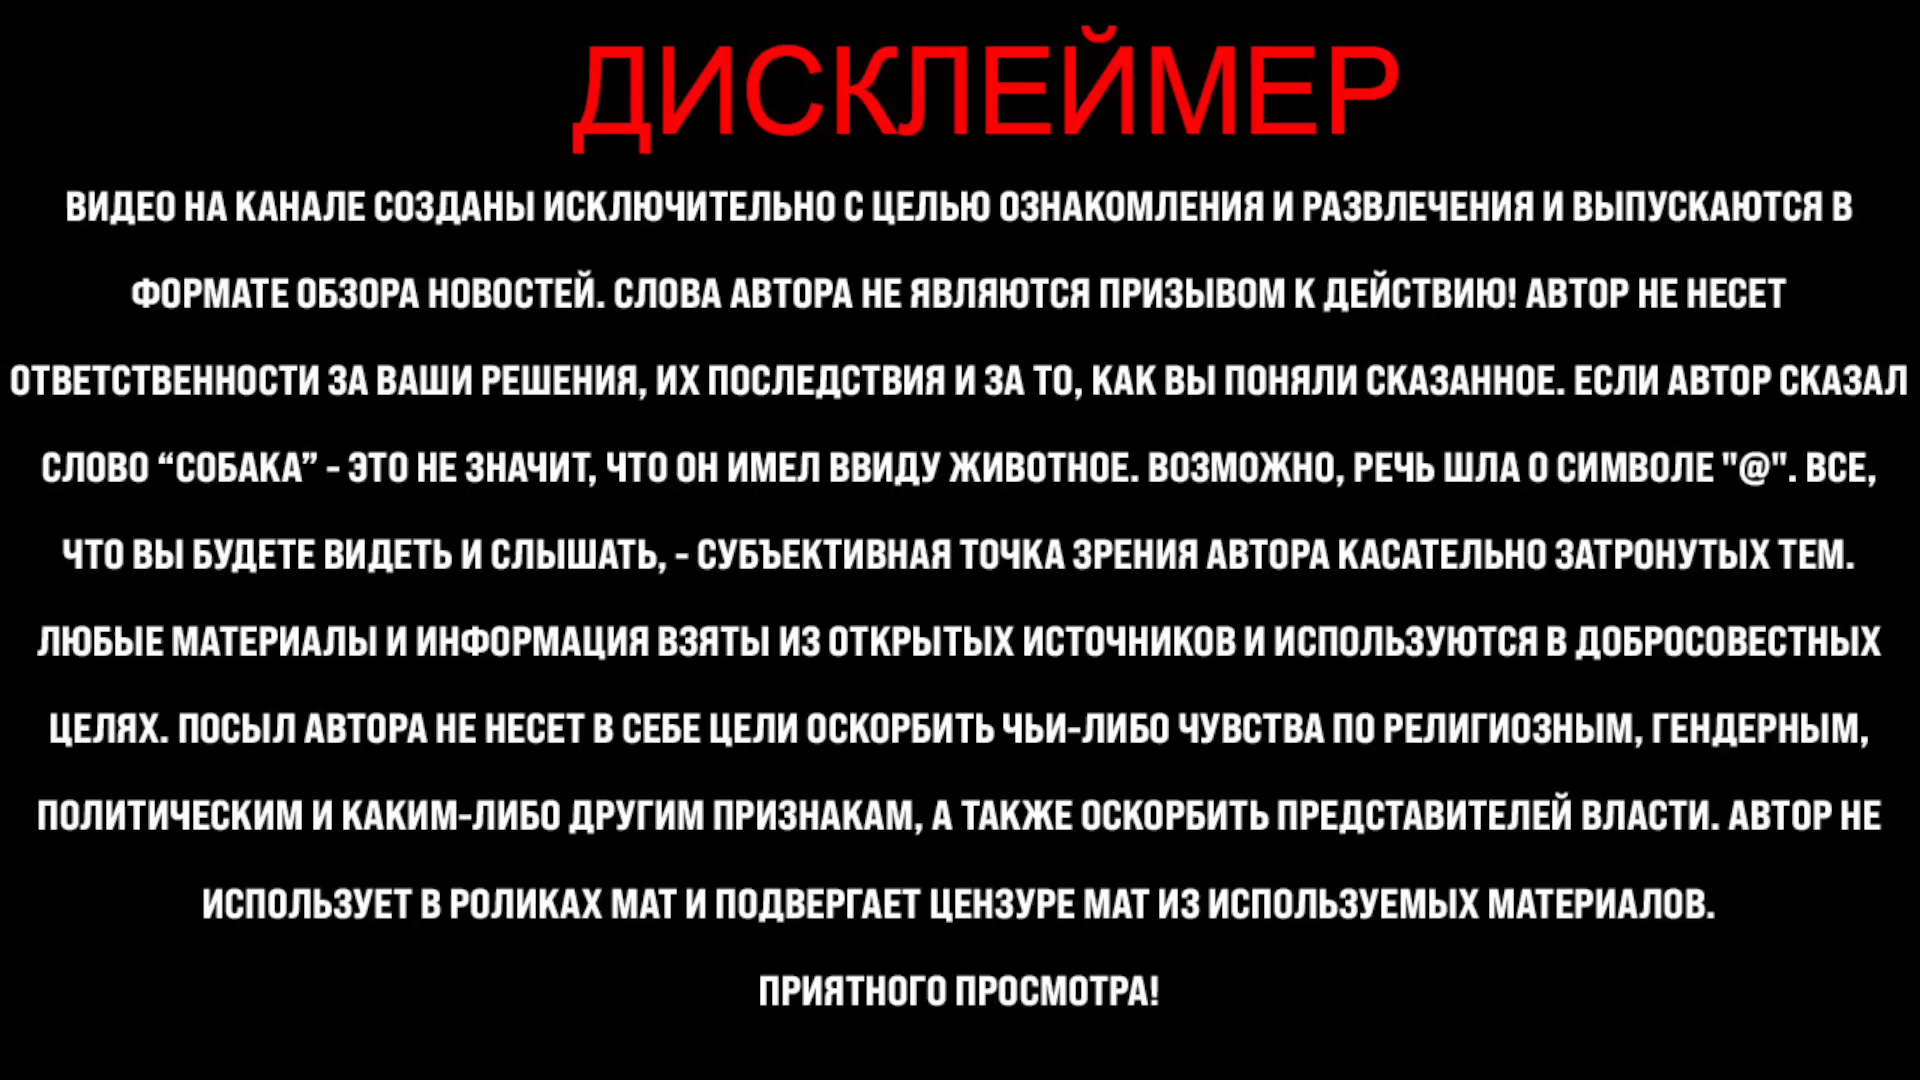 ДИСКЛЕЙМЕР
ВИДЕО НА КАНАЛЕ СОЗДАНЫ ИСКЛЮЧИТЕЛЬНО С ЦЕЛЬЮ ОЗНАКОМЛЕНИЯ И РАЗВЛЕЧЕНИЯ И ВЫПУСКАЮТСЯ В
ФОРМАТЕ ОБЗОРА НОВОСТЕЙ. СЛОВА АВТОРА НЕ ЯВЛЯЮТСЯ ПРИЗЫВОМ К ДЕЙСТВИЮ! АВТОР НЕ НЕСЕТ
ОТВЕТСТВЕННОСТИ ЗА ВАШИ РЕШЕНИЯ, ИХ ПОСЛЕДСТВИЯ И ЗА ТО, КАК ВЫ ПОНЯЛИ СКАЗАННОЕ. ЕСЛИ АВТОР СКАЗАЛ
СЛОВО “СОБАКА” - ЭТО НЕ ЗНАЧИТ, ЧТО ОН ИМЕЛ ВВИДУ ЖИВОТНОЕ. ВОЗМОЖНО, РЕЧЬ ШЛА О СИМВОЛЕ "@". ВСЕ,
ЧТО ВЫ БУДЕТЕ ВИДЕТЬ И СЛЫШАТЬ, - СУБЪЕКТИВНАЯ ТОЧКА ЗРЕНИЯ АВТОРА КАСАТЕЛЬНО ЗАТРОНУТЫХ ТЕМ.
ЛЮБЫЕ МАТЕРИАЛЫ И ИНФОРМАЦИЯ ВЗЯТЫ ИЗ ОТКРЫТЫХ ИСТОЧНИКОВ И ИСПОЛЬЗУЮТСЯ В ДОБРОСОВЕСТНЫХ
ЦЕЛЯХ. ПОСЫЛ АВТОРА НЕ НЕСЕТ В СЕБЕ ЦЕЛИ ОСКОРБИТЬ ЧЬИ-ЛИБО ЧУВСТВА ПО РЕЛИГИОЗНЫМ, ГЕНДЕРНЫМ,
ПОЛИТИЧЕСКИМ И КАКИМ-ЛИБО ДРУГИМ ПРИЗНАКАМ, А ТАКЖЕ ОСКОРБИТЬ ПРЕДСТАВИТЕЛЕЙ ВЛАСТИ. АВТОР НЕ
ИСПОЛЬЗУЕТ В РОЛИКАХ МАТ И ПОДВЕРГАЕТ ЦЕНЗУРЕ МАТ ИЗ ИСПОЛЬЗУЕМЫХ МАТЕРИАЛОВ.
ПРИЯТНОГО ПРОСМОТРА!